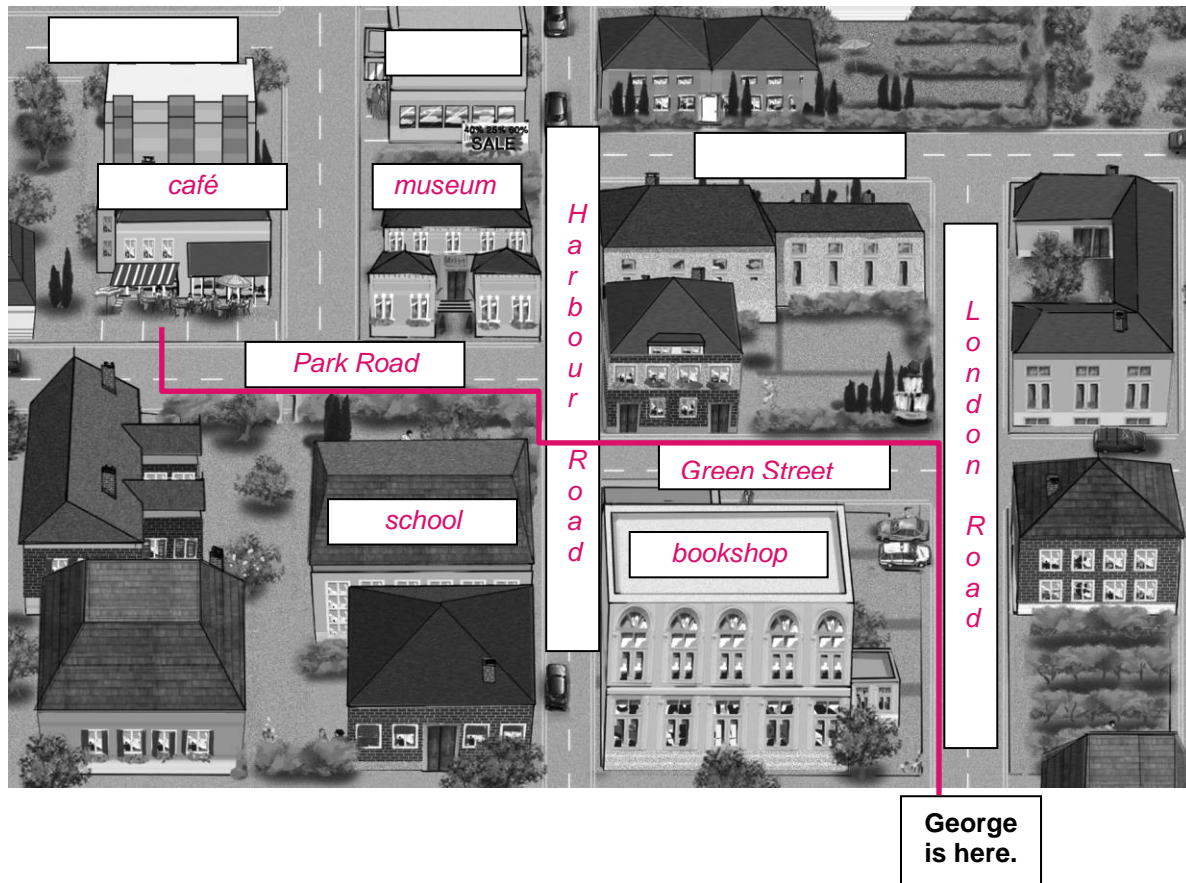 40% 25% 60%
SALE
café
museum
Harbour Road
Park Road
London Road
Green Street
school
bookshop
George
is here.